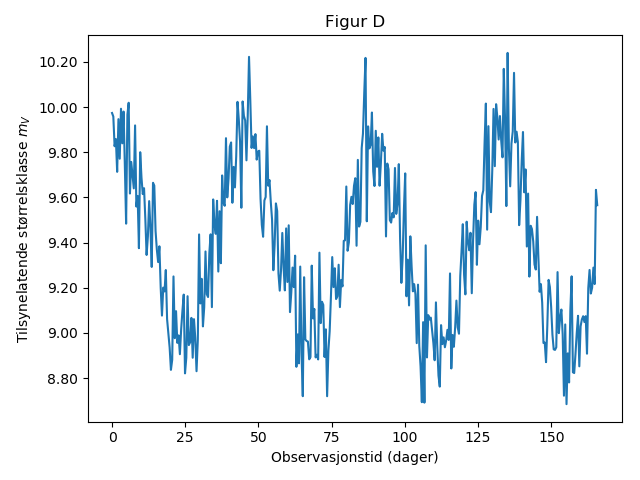 Figur D
Tilsynelatende størrelsesklasse $m_V$
10.20
10.00
9.80
9.60
9.40
9.20
9.00
8.80
0 25 50 75 100 125 150
Observasjonstid (dager)